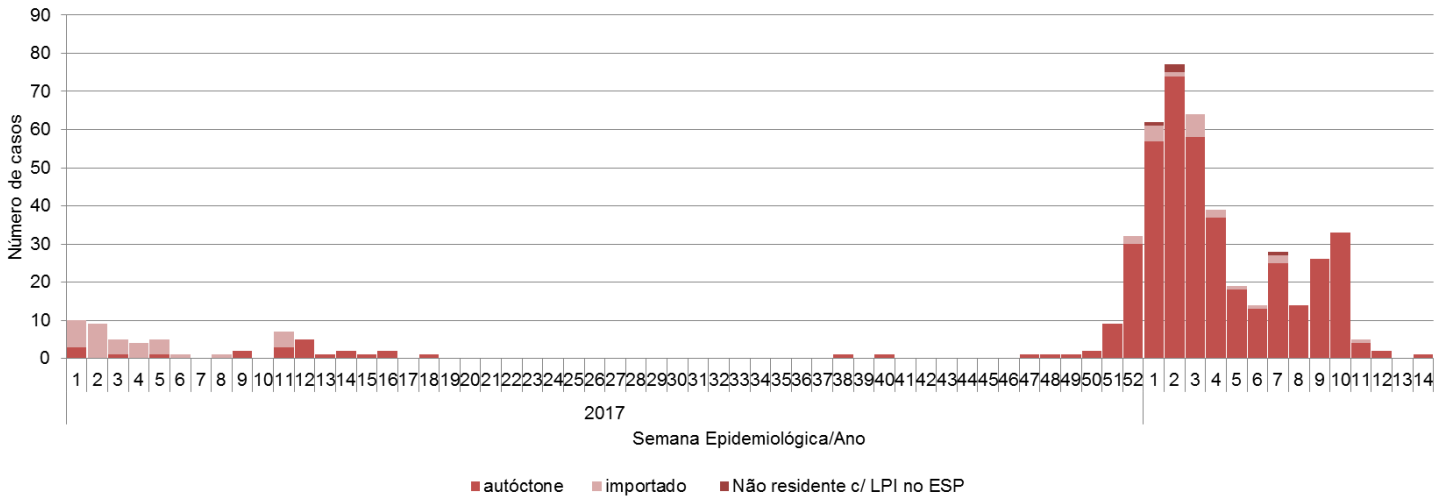 90
80
70
60
50
40
30
20
10
0
Número de casos
1 2 3 4 5 6 7 8 9 10 11 12 13 14 15 16 17 18 19 20 21 22 23 24 25 26 27 28 29 30 31 32 33 34 35 36 37 38 39 40 41 42 43 44 45 46 47 48 49 50 51 52 1 2 3 4 5 6 7 8 9 10 11 12 13 14
2017
Semana Epidemiológica/Ano
autóctone importado Não residente c/ LPI no ESP